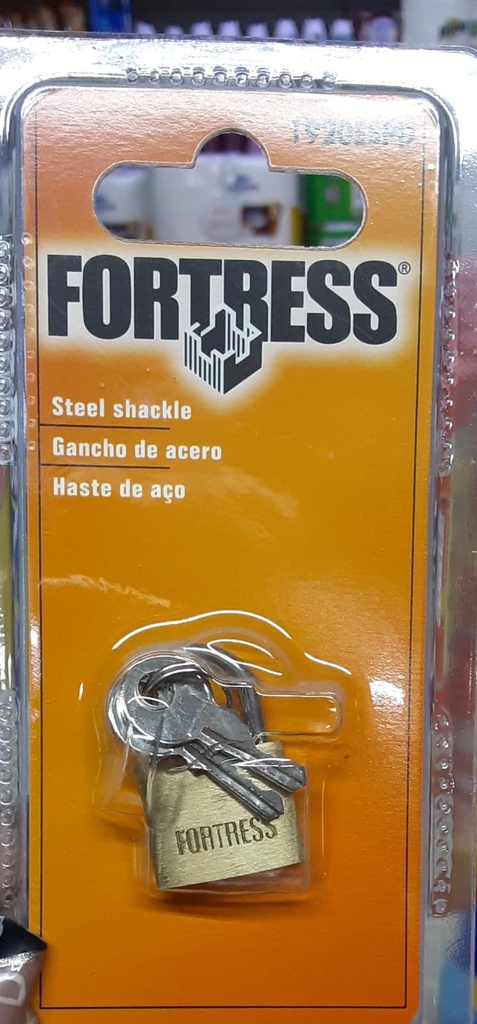 FORTRESS®
Steel shackle
Gancho de acero
Haste de aço
FORTRESS